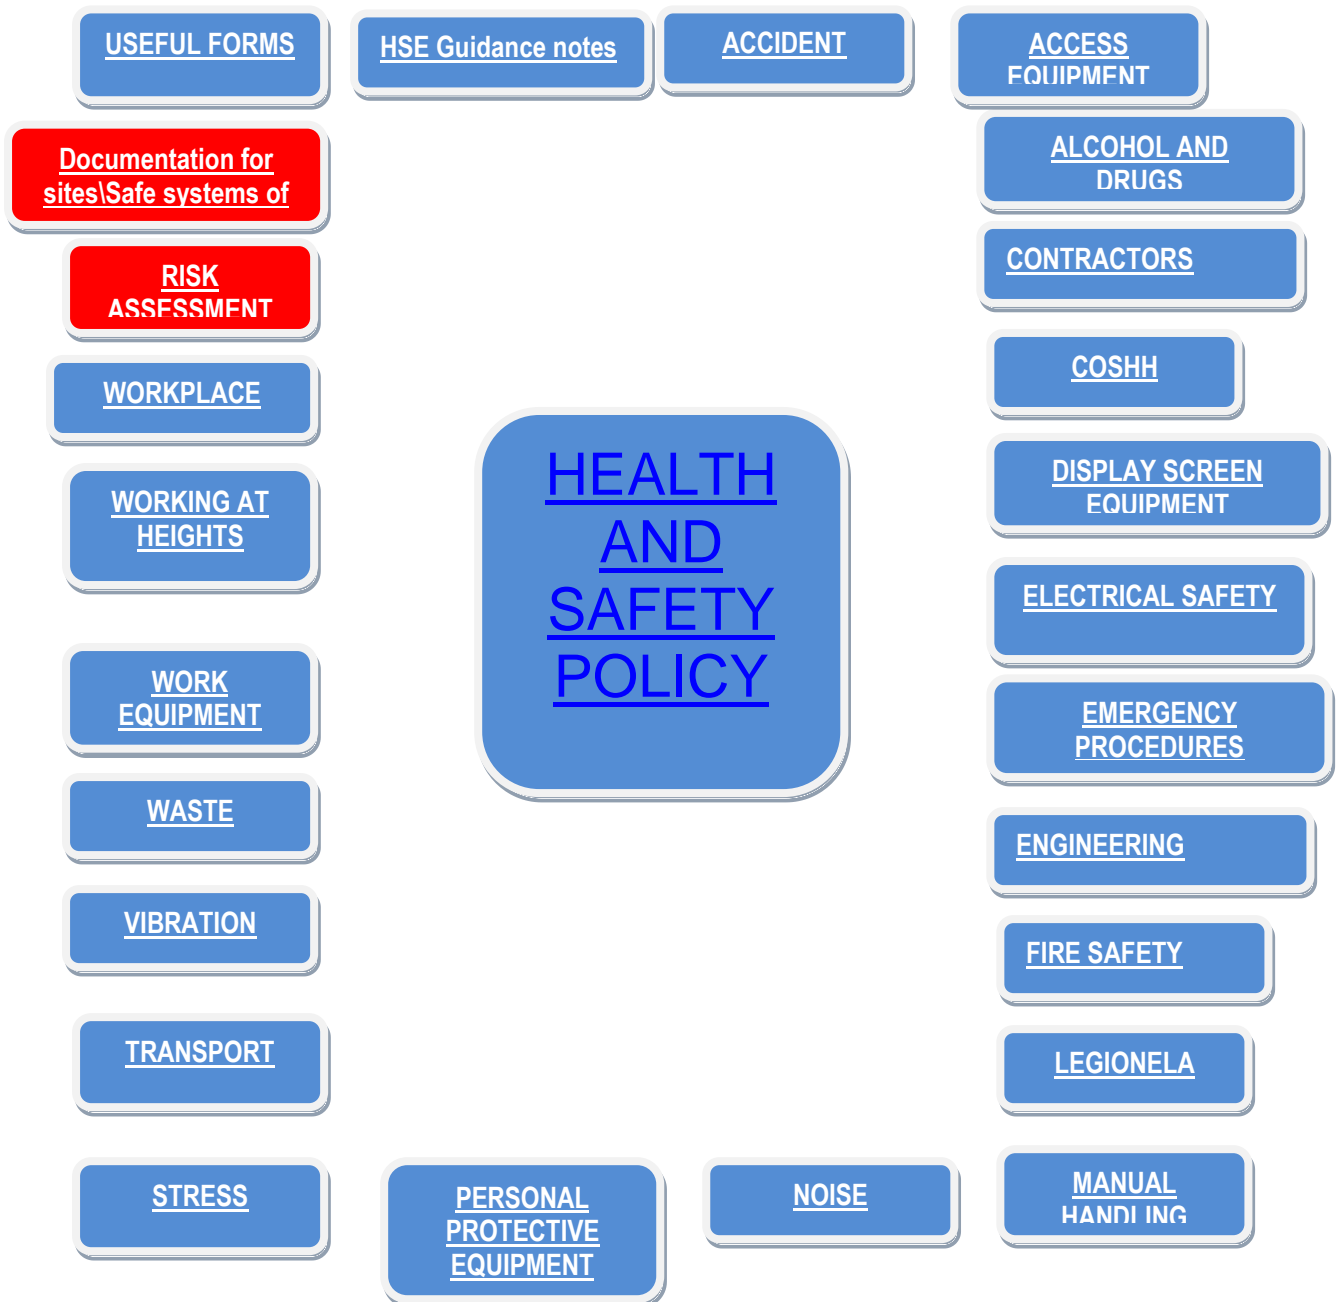 USEFUL FORMS
HSE Guidance notes
ACCIDENT
ACCESS
EQUIPMENT
Documentation for
sites\Safe systems of
ALCOHOL AND
DRUGS
RISK
ASSESSMENT
CONTRACTORS
WORKPLACE
COSHH
HEALTH
AND
SAFETY
POLICY
WORKING AT
HEIGHTS
DISPLAY SCREEN
EQUIPMENT
ELECTRICAL SAFETY
WORK
EQUIPMENT
EMERGENCY
PROCEDURES
WASTE
ENGINEERING
VIBRATION
FIRE SAFETY
TRANSPORT
LEGIONELA
STRESS
PERSONAL
PROTECTIVE
EQUIPMENT
NOISE
MANUAL
HANDLING